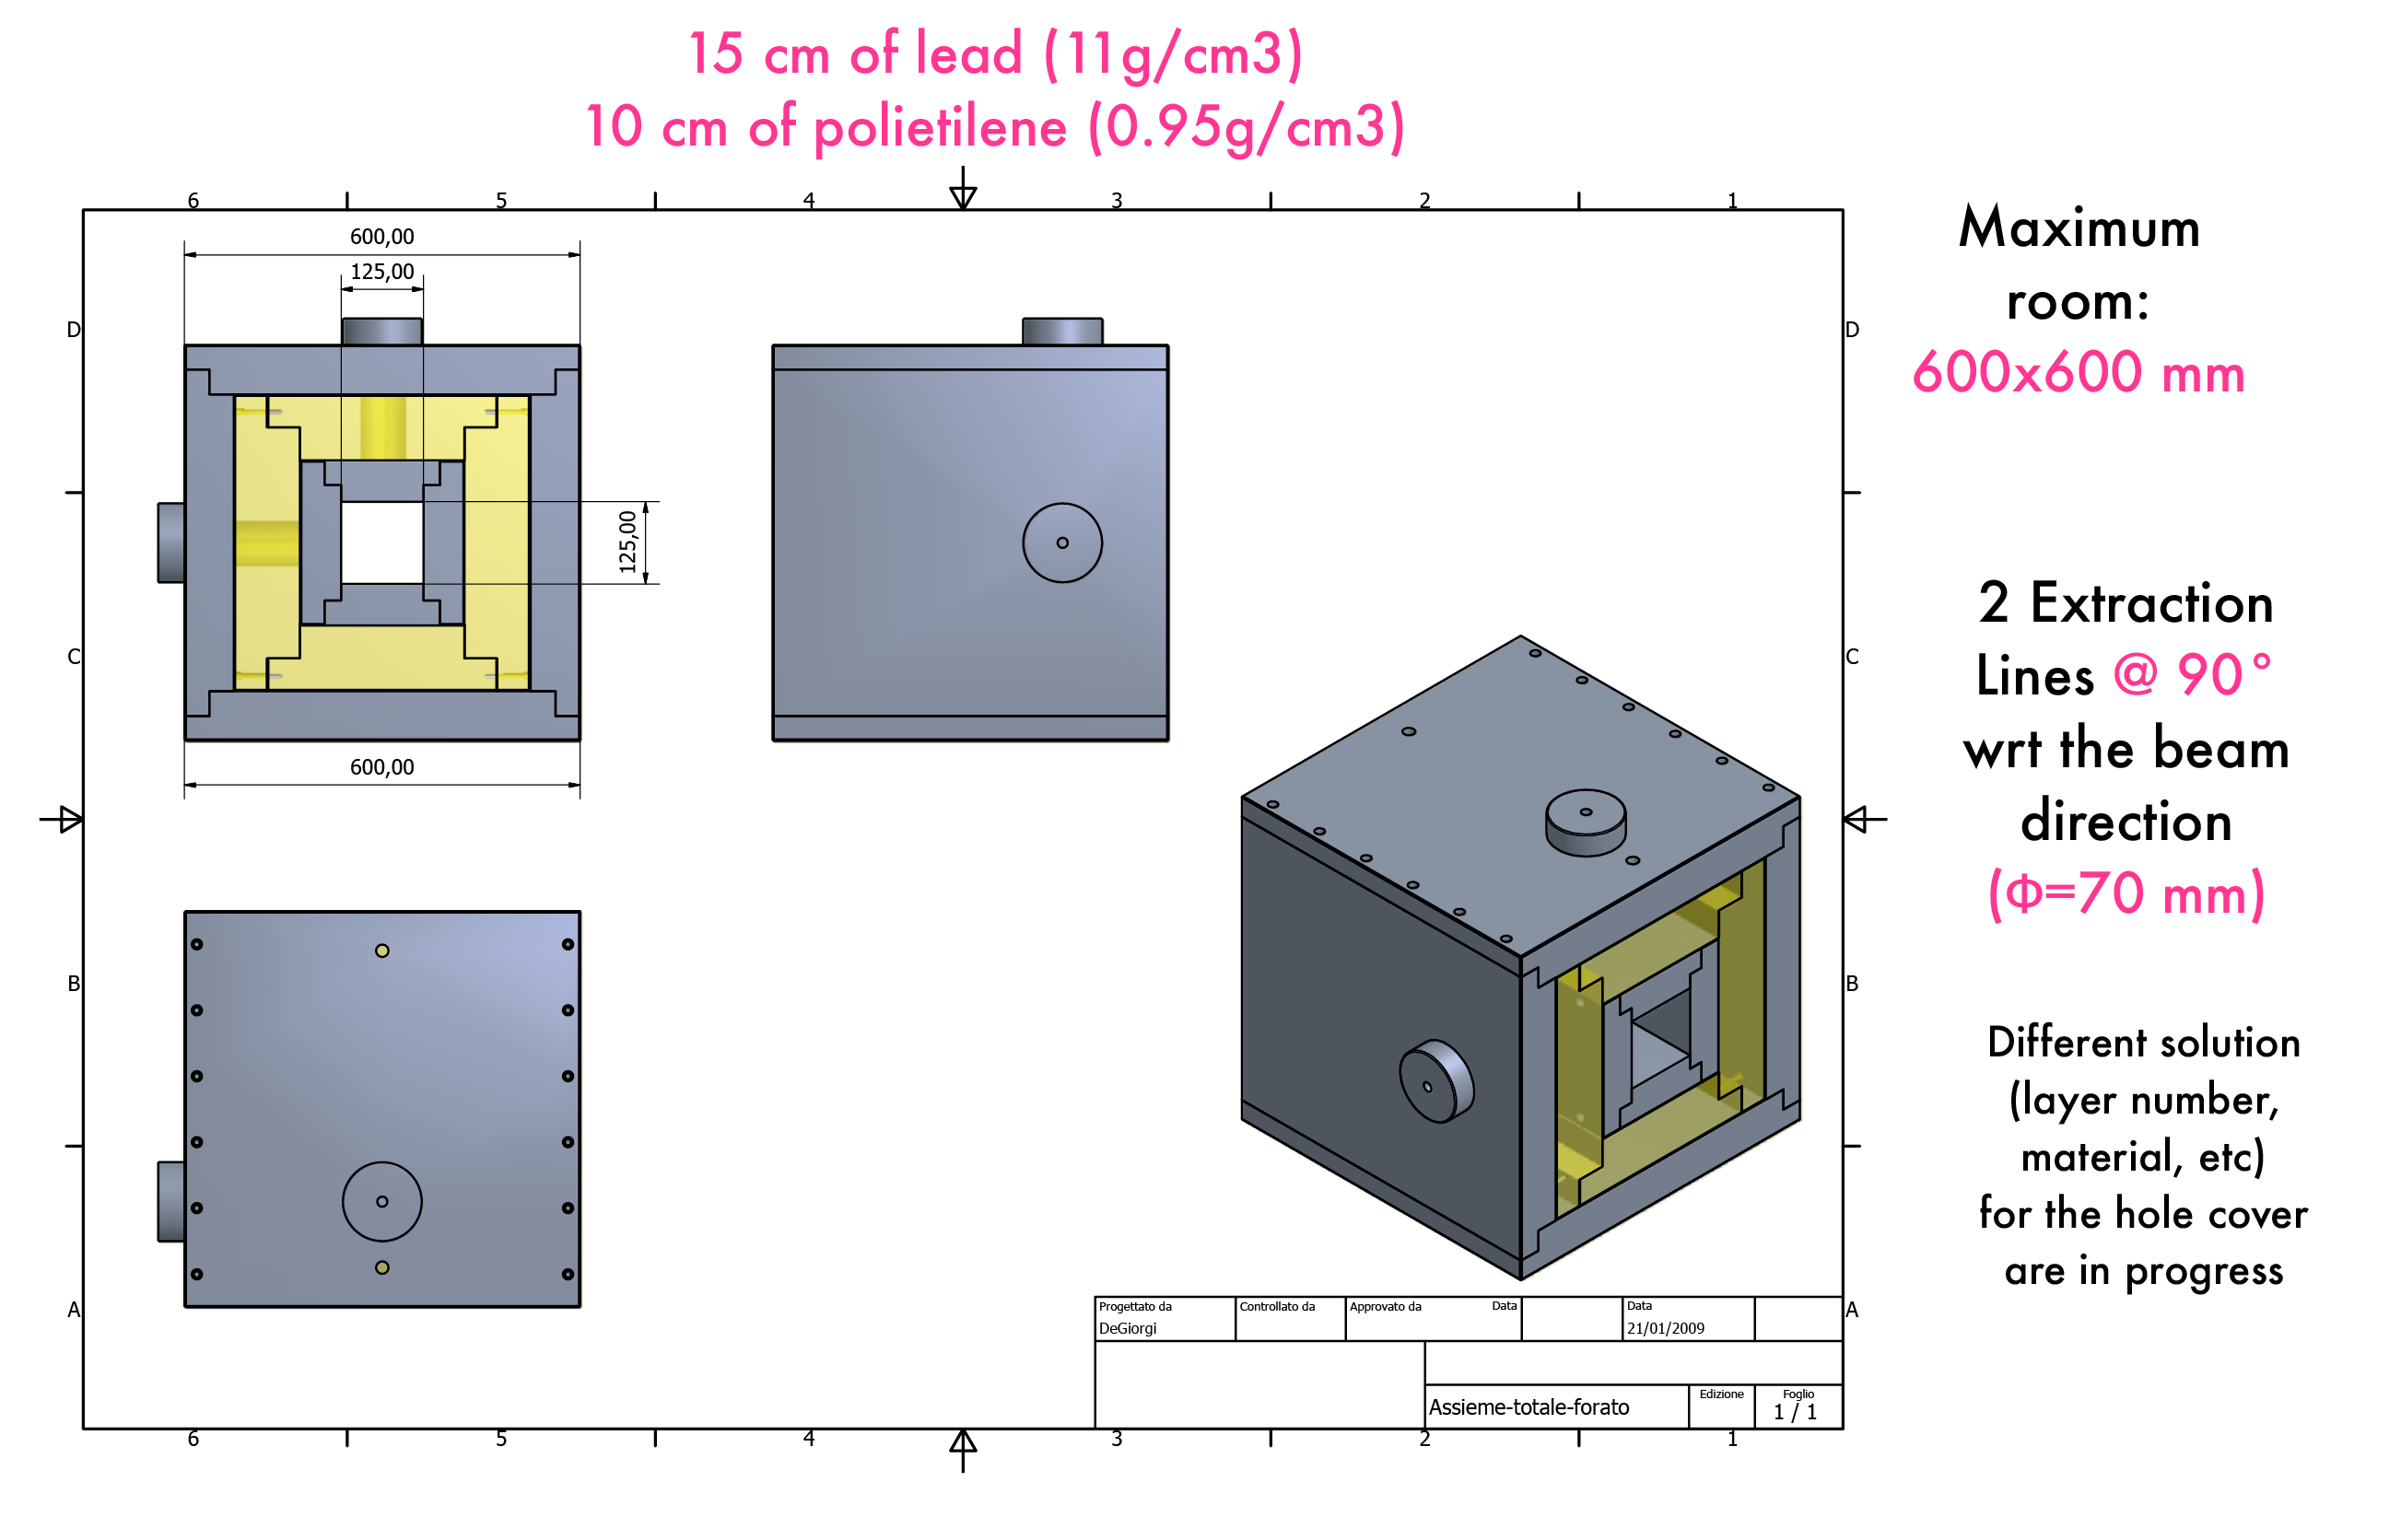 15 cm of lead (11g/cm3)
10 cm of polietilene (0.95g/cm3)
6 5 4 3 2 1
600,00
125,00
D D
125,00
C C
600,00
B B
A A
Progettato da
DeGiorgi
Controllato da
Approvato da
Data
Data
21/01/2009
Assieme-totale-forato
Edizione
Foglio
1 / 1
6 5 4 3 2 1
Maximum
room:
600x600 mm
2 Extraction
Lines @ 90°
wrt the beam
direction
(Φ=70 mm)
Different solution
(layer number,
material, etc)
for the hole cover
are in progress